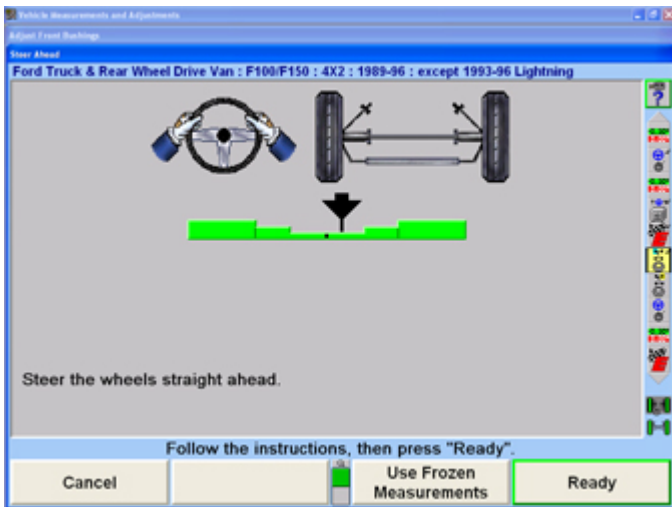 Vehicle Measurements and Adjustments
Adjust Front Bushings
Steer Ahead
Ford Truck & Rear Wheel Drive Van : F100/F150 : 4X2 : 1989-96 : except 1993-96 Lightning
Steer the wheels straight ahead.
Follow the instructions, then press "Ready".
Cancel
Use Frozen
Measurements
Ready